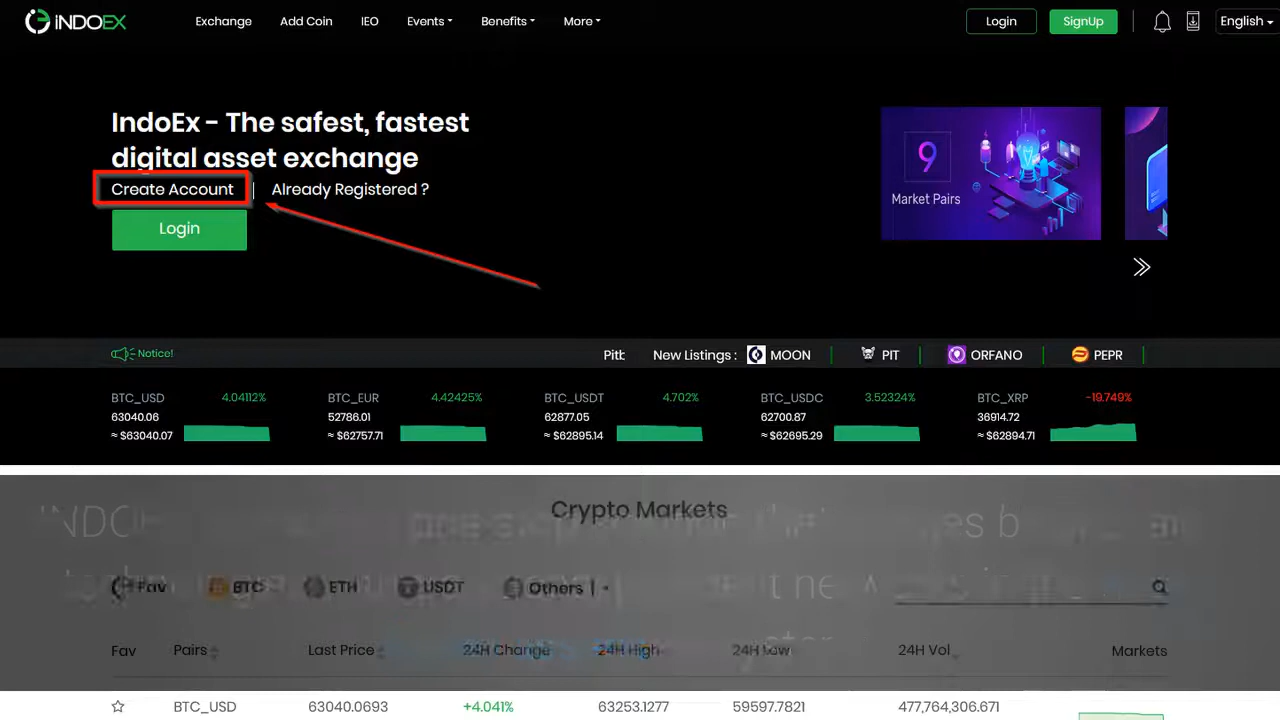 iNDOEX Exchange Add Coin IEO Events Benefits More Login SignUp English
IndoEx - The safest, fastest
digital asset exchange
Create Account | Already Registered ?
Login
9
Market Pairs
Notice! Pitt New Listings : MOON PIT ORFANO PEPR
BTC_USD 4.04112% BTC_EUR 4.42425% BTC_USDT 4.702% BTC_USDC 3.52324% BTC_XRP -19.749%
63040.06 52786.01 62877.05 62700.87 36914.72
≈ $63040.07 ≈ $62757.71 ≈ $62895.14 ≈ $62695.29 ≈ $62894.71
Crypto Markets
Fav BTC ETH USDT Others |
Fav Pairs Last Price 24H Change 24H High 24H Low 24H Vol Markets
BTC_USD 63040.0693 +4.041% 63253.1277 59597.7821 477,764,306.671